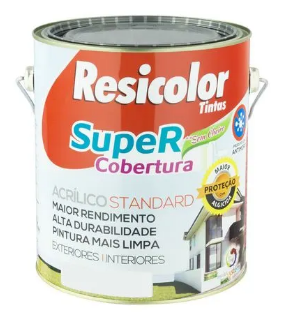 Resicolor
Tintas
SupeR
Cobertura
Sem Cheiro
ACRÍLICO STANDARD
MAIOR RENDIMENTO
ALTA DURABILIDADE
PINTURA MAIS LIMPA
EXTERIORES INTERIORES
MAIOR
PROTEÇÃO